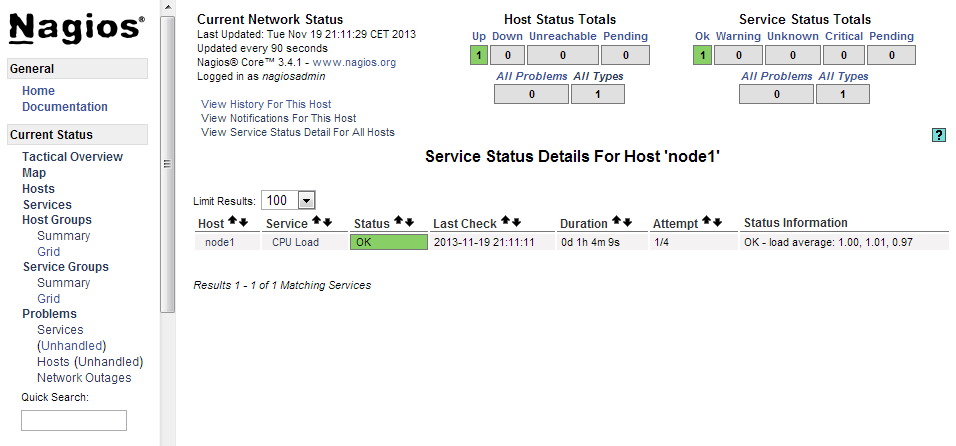 Nagios®
General
Home
Documentation
Current Status
Tactical Overview
Map
Hosts
Services
Host Groups
Summary
Grid
Service Groups
Summary
Grid
Problems
Services
(Unhandled)
Hosts (Unhandled)
Network Outages
Quick Search:
Current Network Status
Last Updated: Tue Nov 19 21:11:29 CET 2013
Updated every 90 seconds
Nagios® Core™ 3.4.1 - www.nagios.org
Logged in as nagiosadmin
View History For This Host
View Notifications For This Host
View Service Status Detail For All Hosts
Host Status Totals
Up Down Unreachable Pending
1 0 0 0
All Problems All Types
0 1
Service Status Totals
Ok Warning Unknown Critical Pending
1 0 0 0 0
All Problems All Types
0 1
?
Service Status Details For Host 'node1'
Limit Results: 100
Host Service Status Last Check Duration Attempt Status Information
node1 CPU Load OK 2013-11-19 21:11:11 0d 1h 4m 9s 1/4 OK - load average: 1.00, 1.01, 0.97
Results 1 - 1 of 1 Matching Services